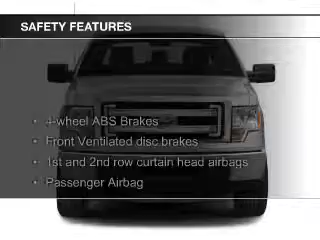 SAFETY FEATURES
• 4-wheel ABS Brakes
• Front Ventilated disc brakes
• 1st and 2nd row curtain head airbags
• Passenger Airbag